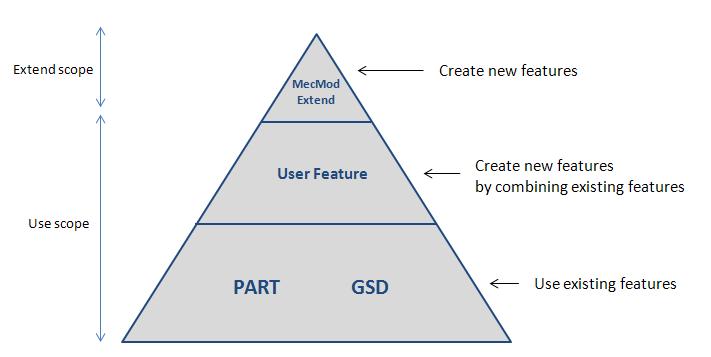 Extend scope
MecMod
Extend
Create new features
User Feature
Create new features
by combining existing features
Use scope
PART GSD
Use existing features